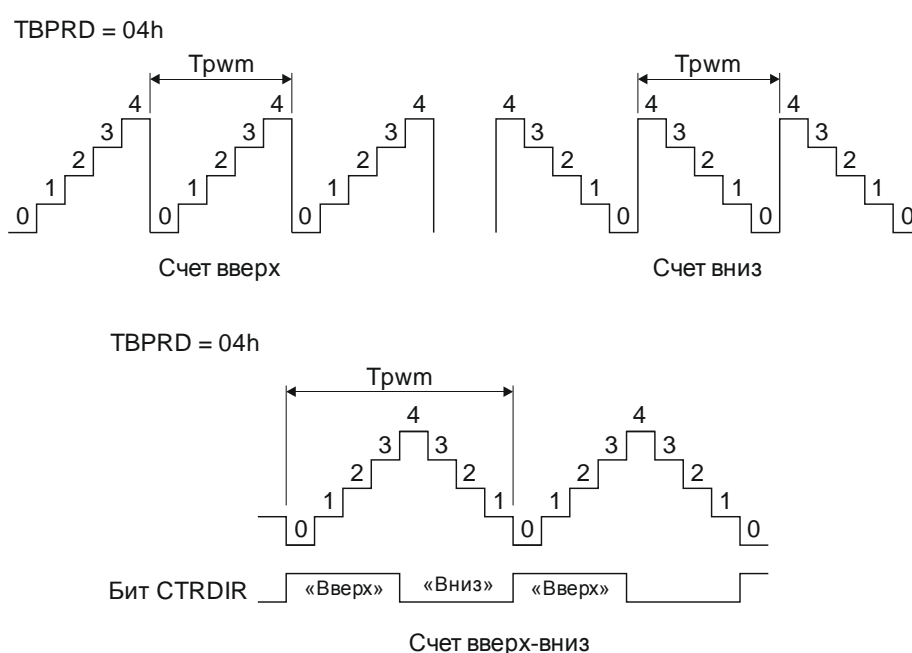 TBPRD = 04h
Tpwm Tpwm
4 4 4 4 4 4
3 3 3 3 3 3
2 2 2 2 2 2
1 1 1 1 1 1
0 0 0 0 0 0
Счет вверх Счет вниз
TBPRD = 04h
Tpwm
4 4
3 3 3 3
2 2 2 2
1 1 1 1
0 0 0
Бит CTRDIR «Вверх» «Вниз» «Вверх»
Счет вверх-вниз